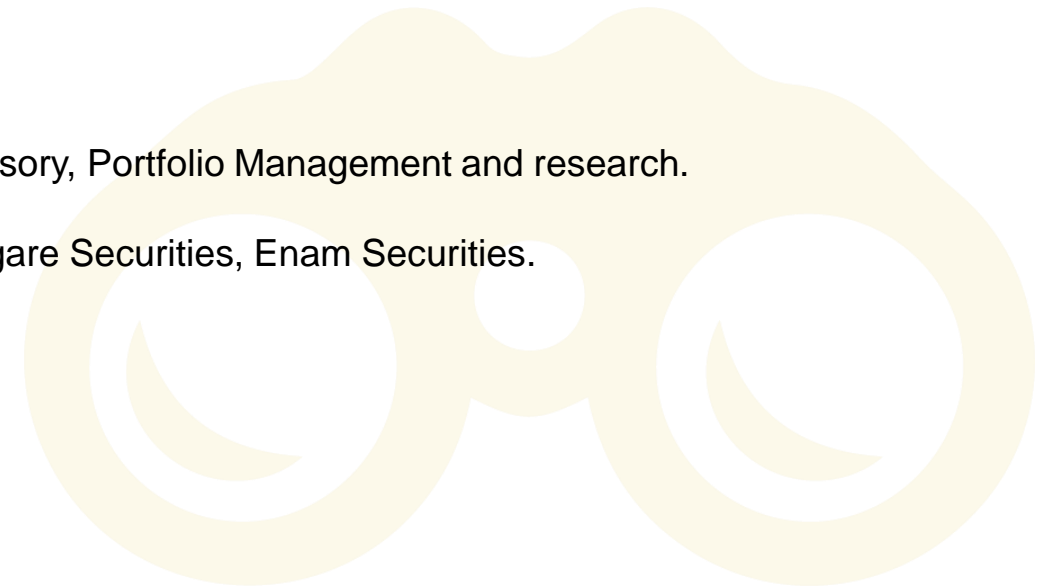 sory, Portfolio Management and research.
gare Securities, Enam Securities.